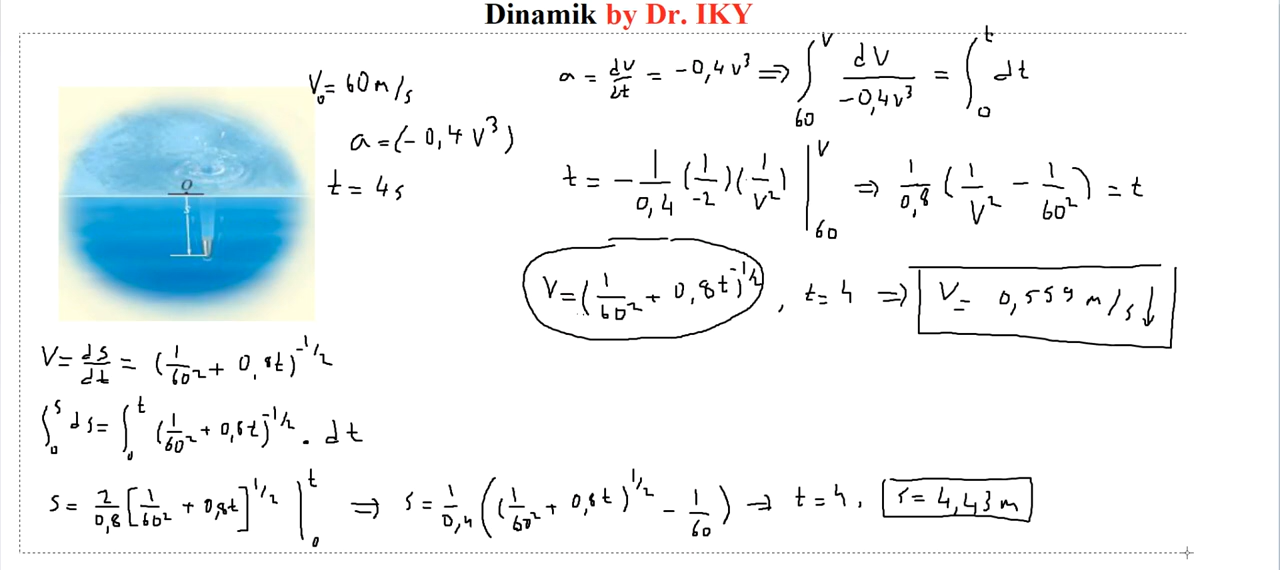 Dinamik by Dr. IKY
V₀ = 60 m/s
a = (-0,4 v³)
t = 4s
O
s
a = dv/dt = -0,4 v³ ⇒ ∫₆₀^V dV/(-0,4v³) = ∫₀^t dt
t = - 1/0,4 (1/-2) (1/V²) |₆₀^V ⇒ 1/0,8 (1/V² - 1/60²) = t
V = (1/60² + 0,8t)^-1/2 , t = 4 ⇒ V = 0,559 m/s ↓
V = ds/dt = (1/60² + 0,8t)^-1/2
∫₀^s ds = ∫₀^t (1/60² + 0,8t)^-1/2 . dt
s = 2/0,8 [1/60² + 0,8t]^1/2 |₀^t ⇒ s = 1/0,4 ((1/60² + 0,8t)^1/2 - 1/60) → t = 4, s = 4,43 m